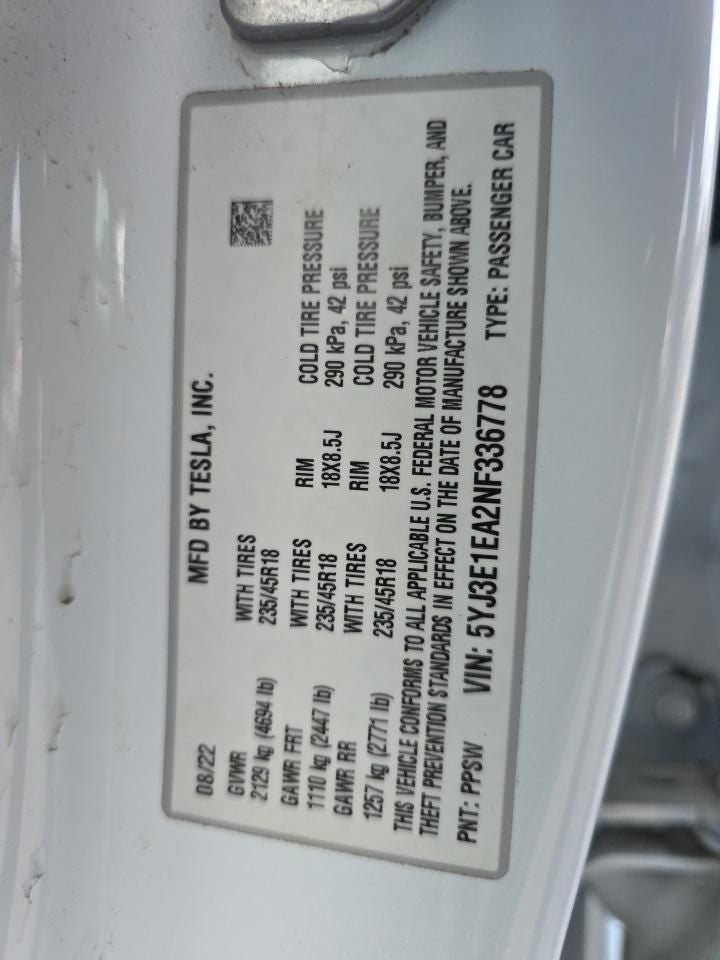 08/22 MFD BY TESLA, INC.
GVWR WITH TIRES
2129 kg (4694 lb) 235/45R18
GAWR FRT WITH TIRES RIM COLD TIRE PRESSURE
1110 kg (2447 lb) 235/45R18 18X8.5J 290 kPa, 42 psi
GAWR RR WITH TIRES RIM COLD TIRE PRESSURE
1257 kg (2771 lb) 235/45R18 18X8.5J 290 kPa, 42 psi
THIS VEHICLE CONFORMS TO ALL APPLICABLE U.S. FEDERAL MOTOR VEHICLE SAFETY, BUMPER, AND
THEFT PREVENTION STANDARDS IN EFFECT ON THE DATE OF MANUFACTURE SHOWN ABOVE.
PNT: PPSW VIN: 5YJ3E1EA2NF336778 TYPE: PASSENGER CAR